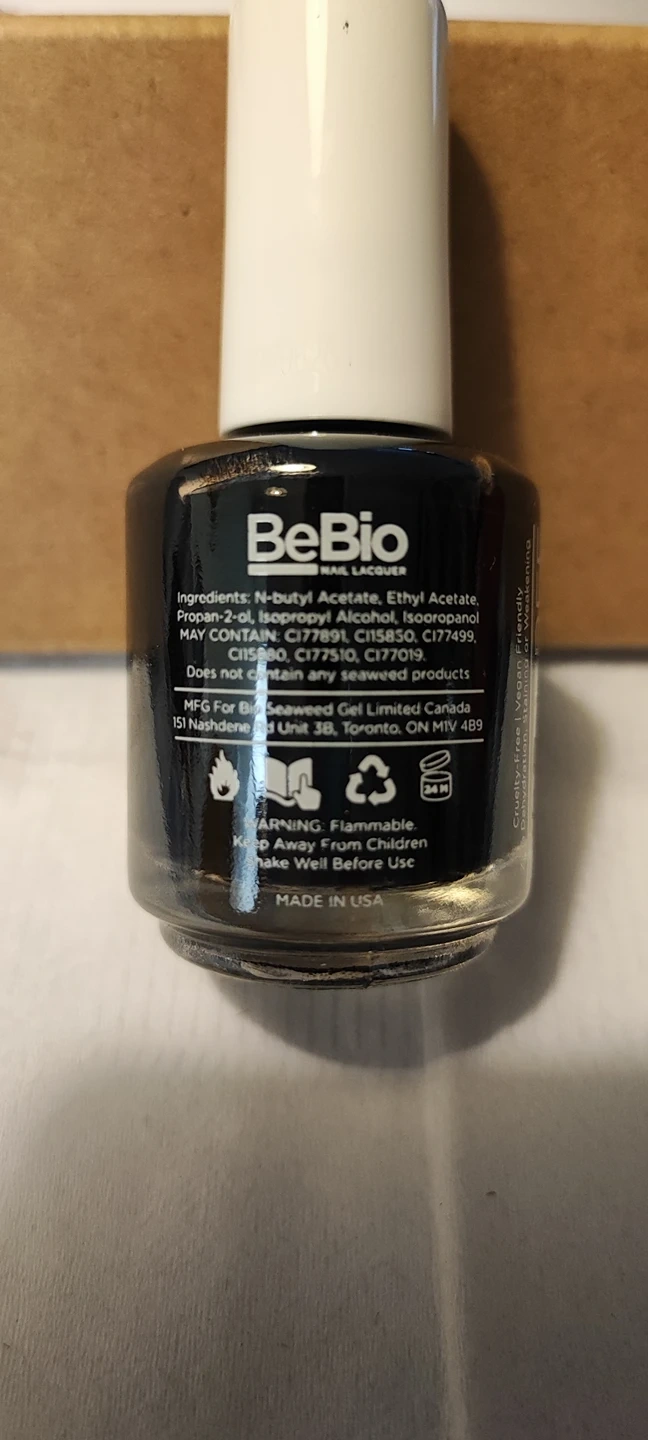 BeBio
NAIL LACQUER
Ingredients: N-butyl Acetate, Ethyl Acetate,
Propan-2-ol, Isopropyl Alcohol, Isooropanol
MAY CONTAIN: CI77891, CI15850, CI77499,
CI77510, CI77019.
Does not contain any seaweed products
MFG For Bio Seaweed Gel Limited Canada
151 Nashdene Rd Unit 3B, Toronto, ON M1V 4B9
24 M
WARNING: Flammable.
Keep Away From Children
Shake Well Before Use
MADE IN USA
Cruelty-Free | Vegan Friendly
Dehydration, Staining or Weakening